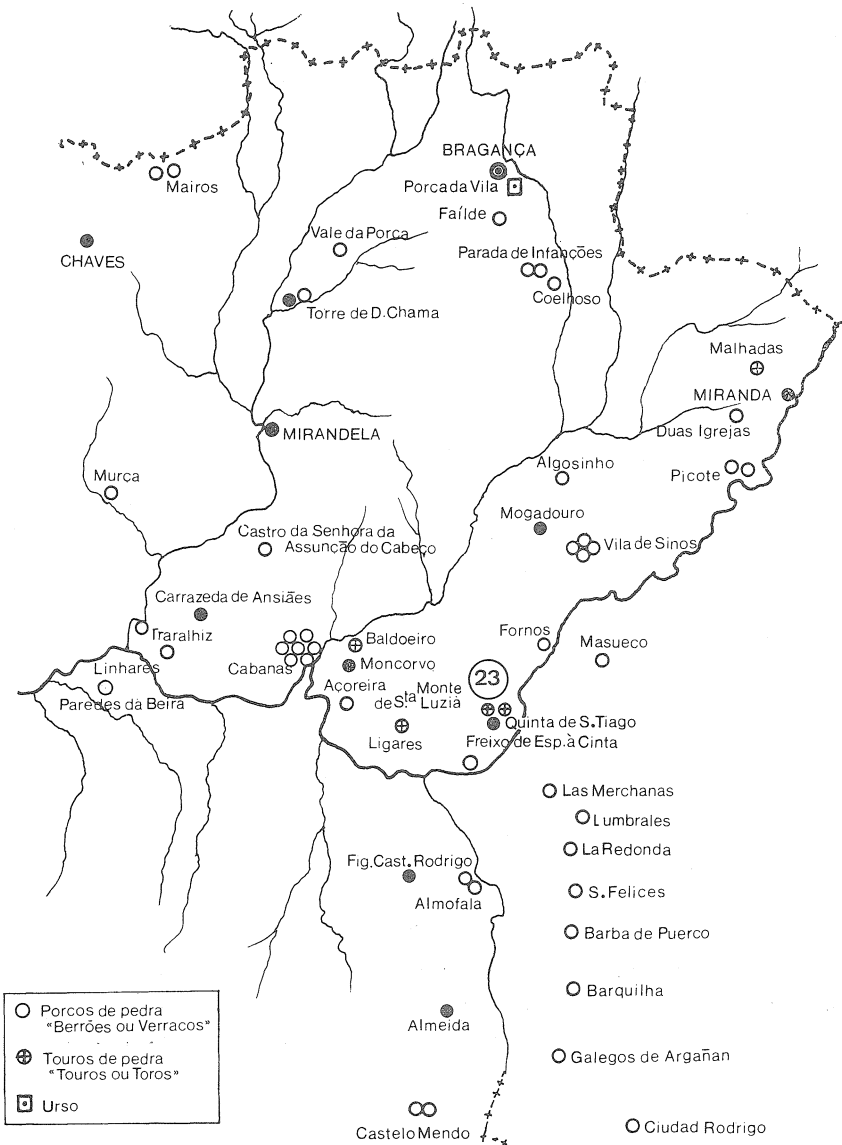 BRAGANÇA
Mairos
Porca da Vila
Faílde
Vale da Porca
CHAVES
Parada de Infanções
Coelhoso
Torre de D. Chama
Malhadas
MIRANDA
Duas Igrejas
MIRANDELA
Algosinho
Picote
Murça
Mogadouro
Castro da Senhora da
Assunção do Cabeço
Vila de Sinos
Carrazeda de Ansiães
Fornos
Masueco
Baldoeiro
Linhares
Cabanas
Moncorvo
23
Paredes da Beira
Açoreira
Monte
de Sta Luzia
Quinta de S. Tiago
Ligares
Freixo de Esp. à Cinta
Las Merchanas
Lumbrales
La Redonda
Fig. Cast. Rodrigo
S. Felices
Almofala
Barba de Puerco
Barquilha
Porcos de pedra
"Berrões ou Verracos"
Almeida
Touros de pedra
"Touros ou Toros"
Galegos de Argañan
Urso
Castelo Mendo
Ciudad Rodrigo